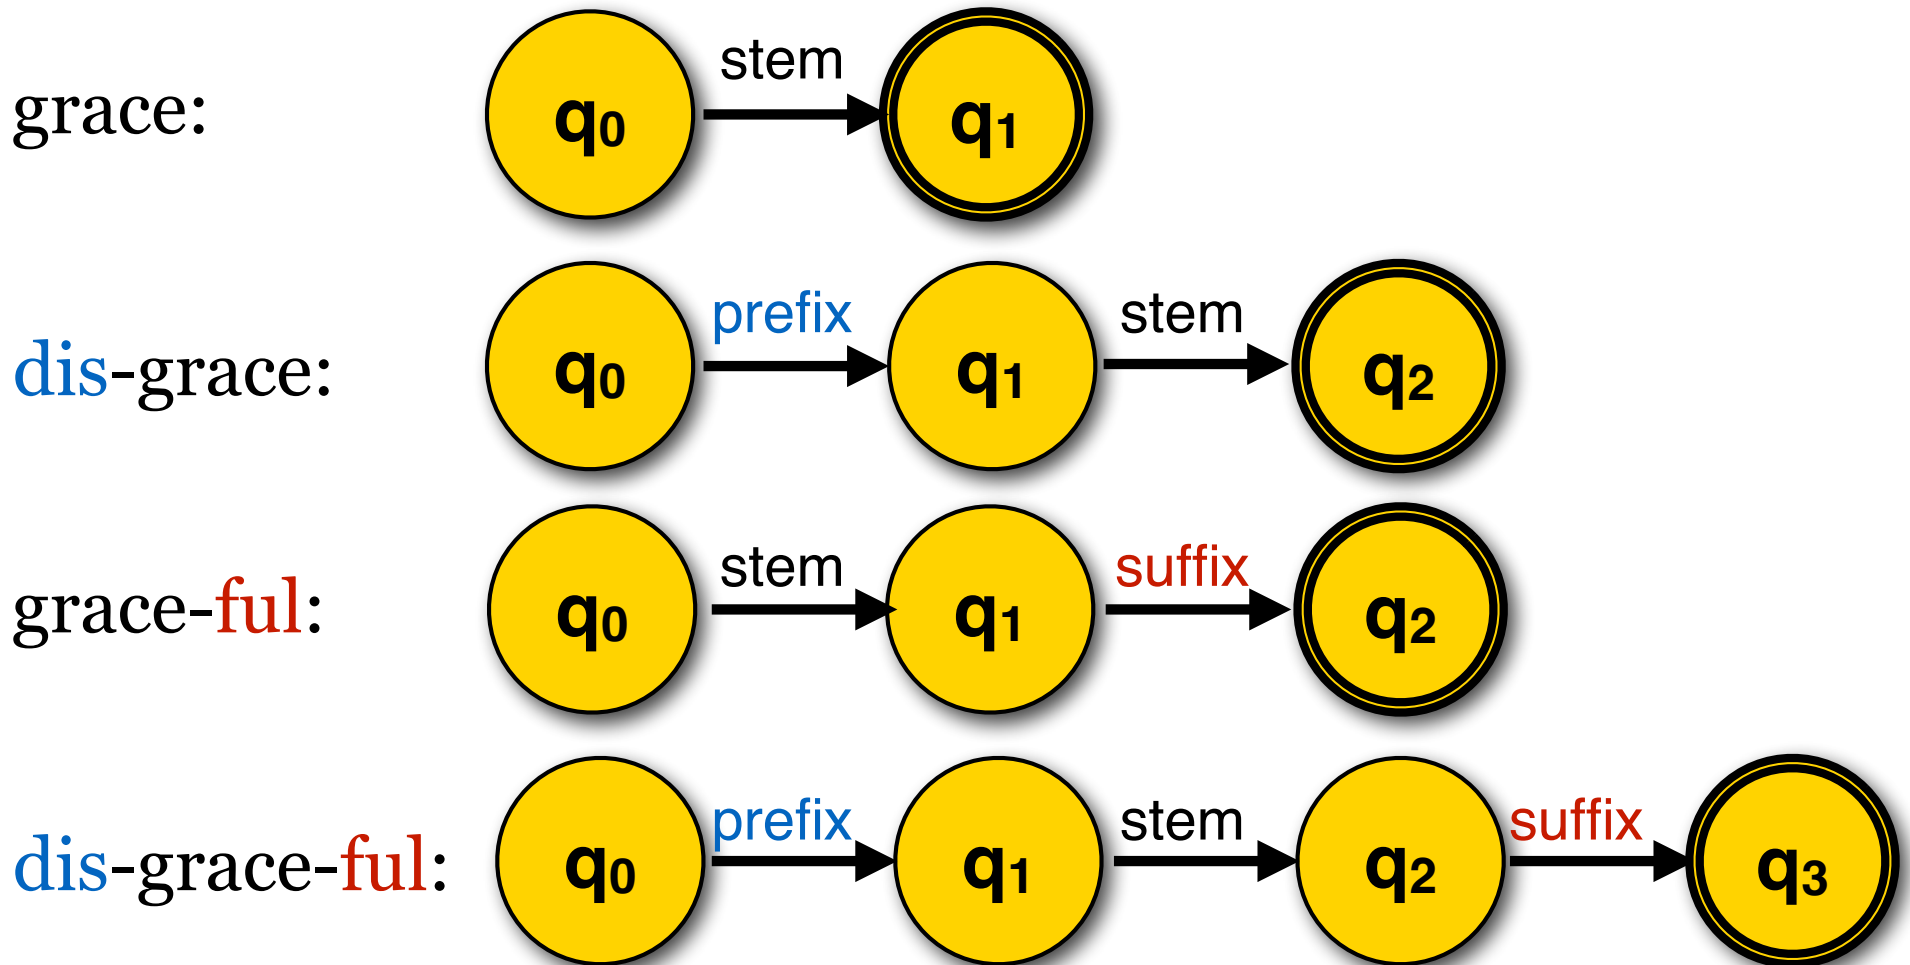 grace: q0 stem q1
dis-grace: q0 prefix q1 stem q2
grace-ful: q0 stem q1 suffix q2
dis-grace-ful: q0 prefix q1 stem q2 suffix q3